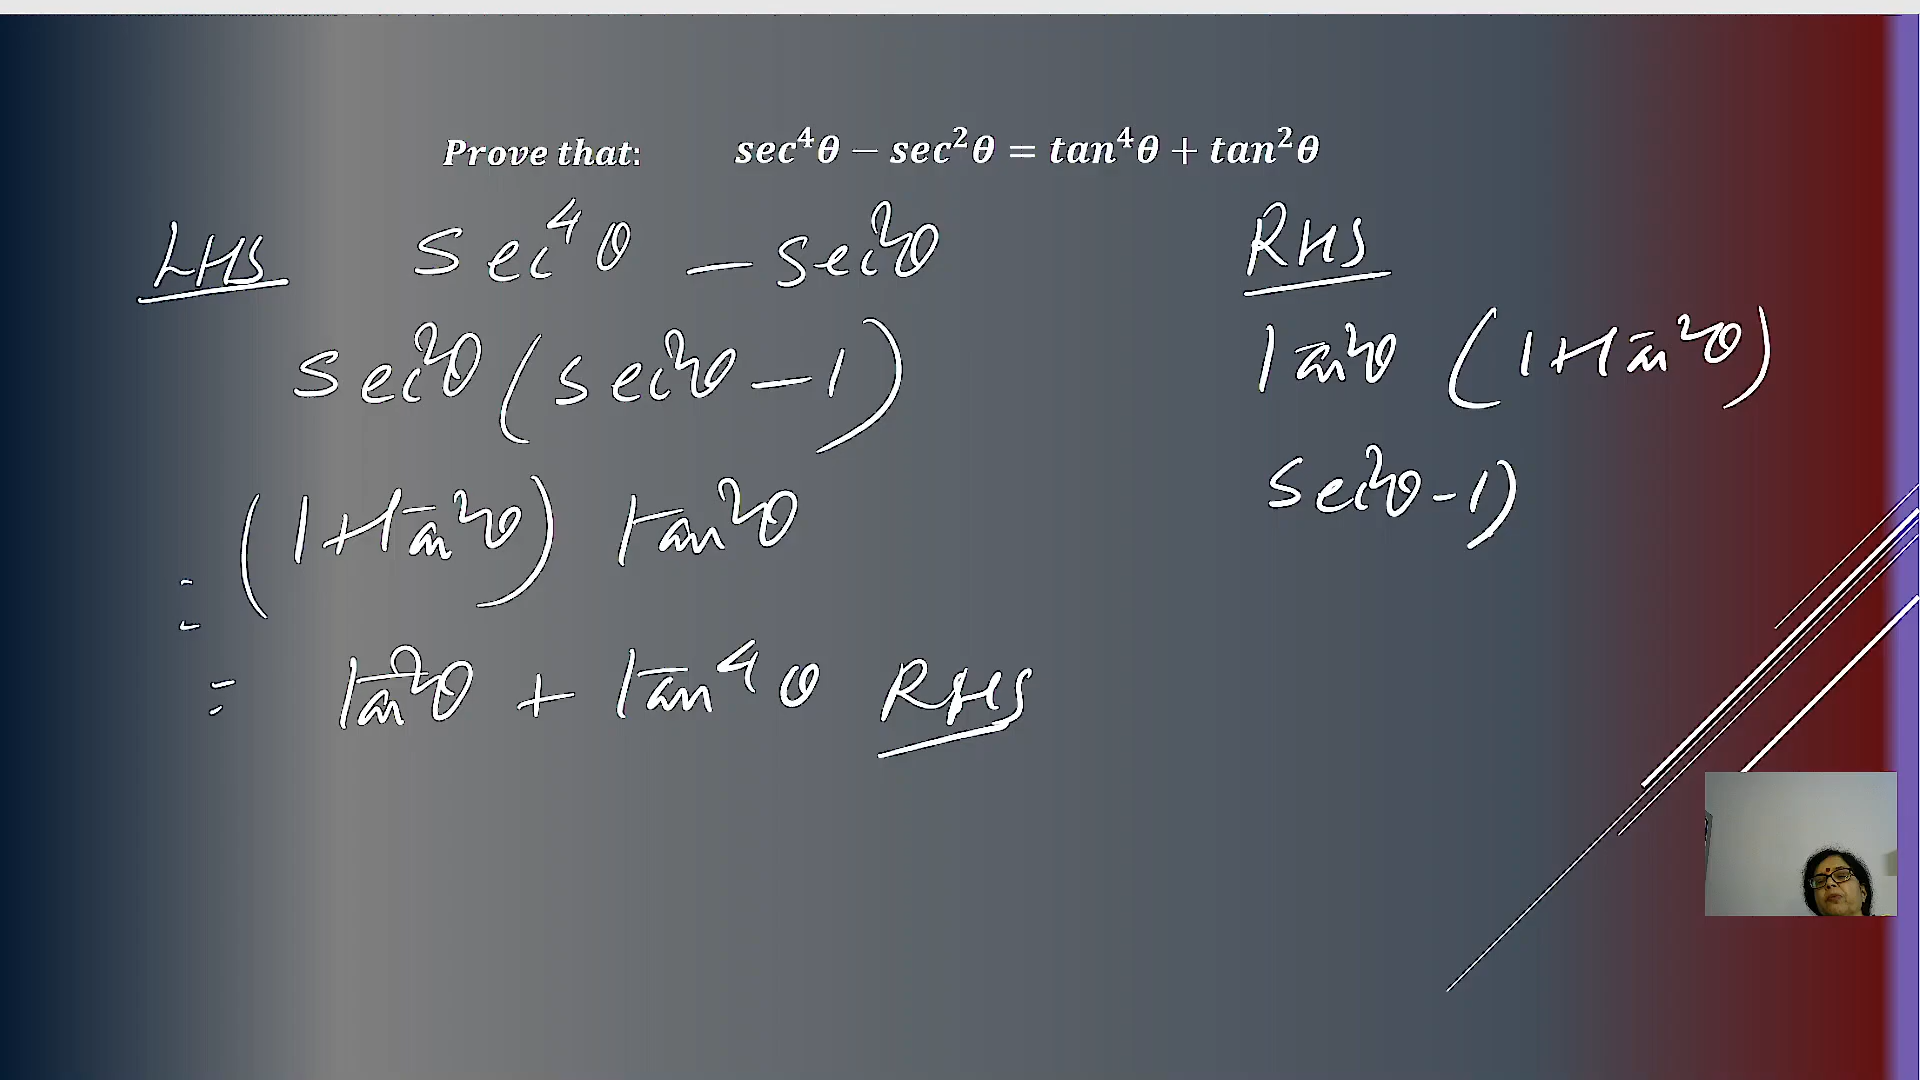 Prove that: sec⁴θ − sec²θ = tan⁴θ + tan²θ
LHS sec⁴θ − sec²θ
sec²θ (sec²θ − 1)
(1+tan²θ) tan²θ
=
= tan²θ + tan⁴θ RHS
RHS
tan²θ (1+tan²θ)
sec²θ − 1)